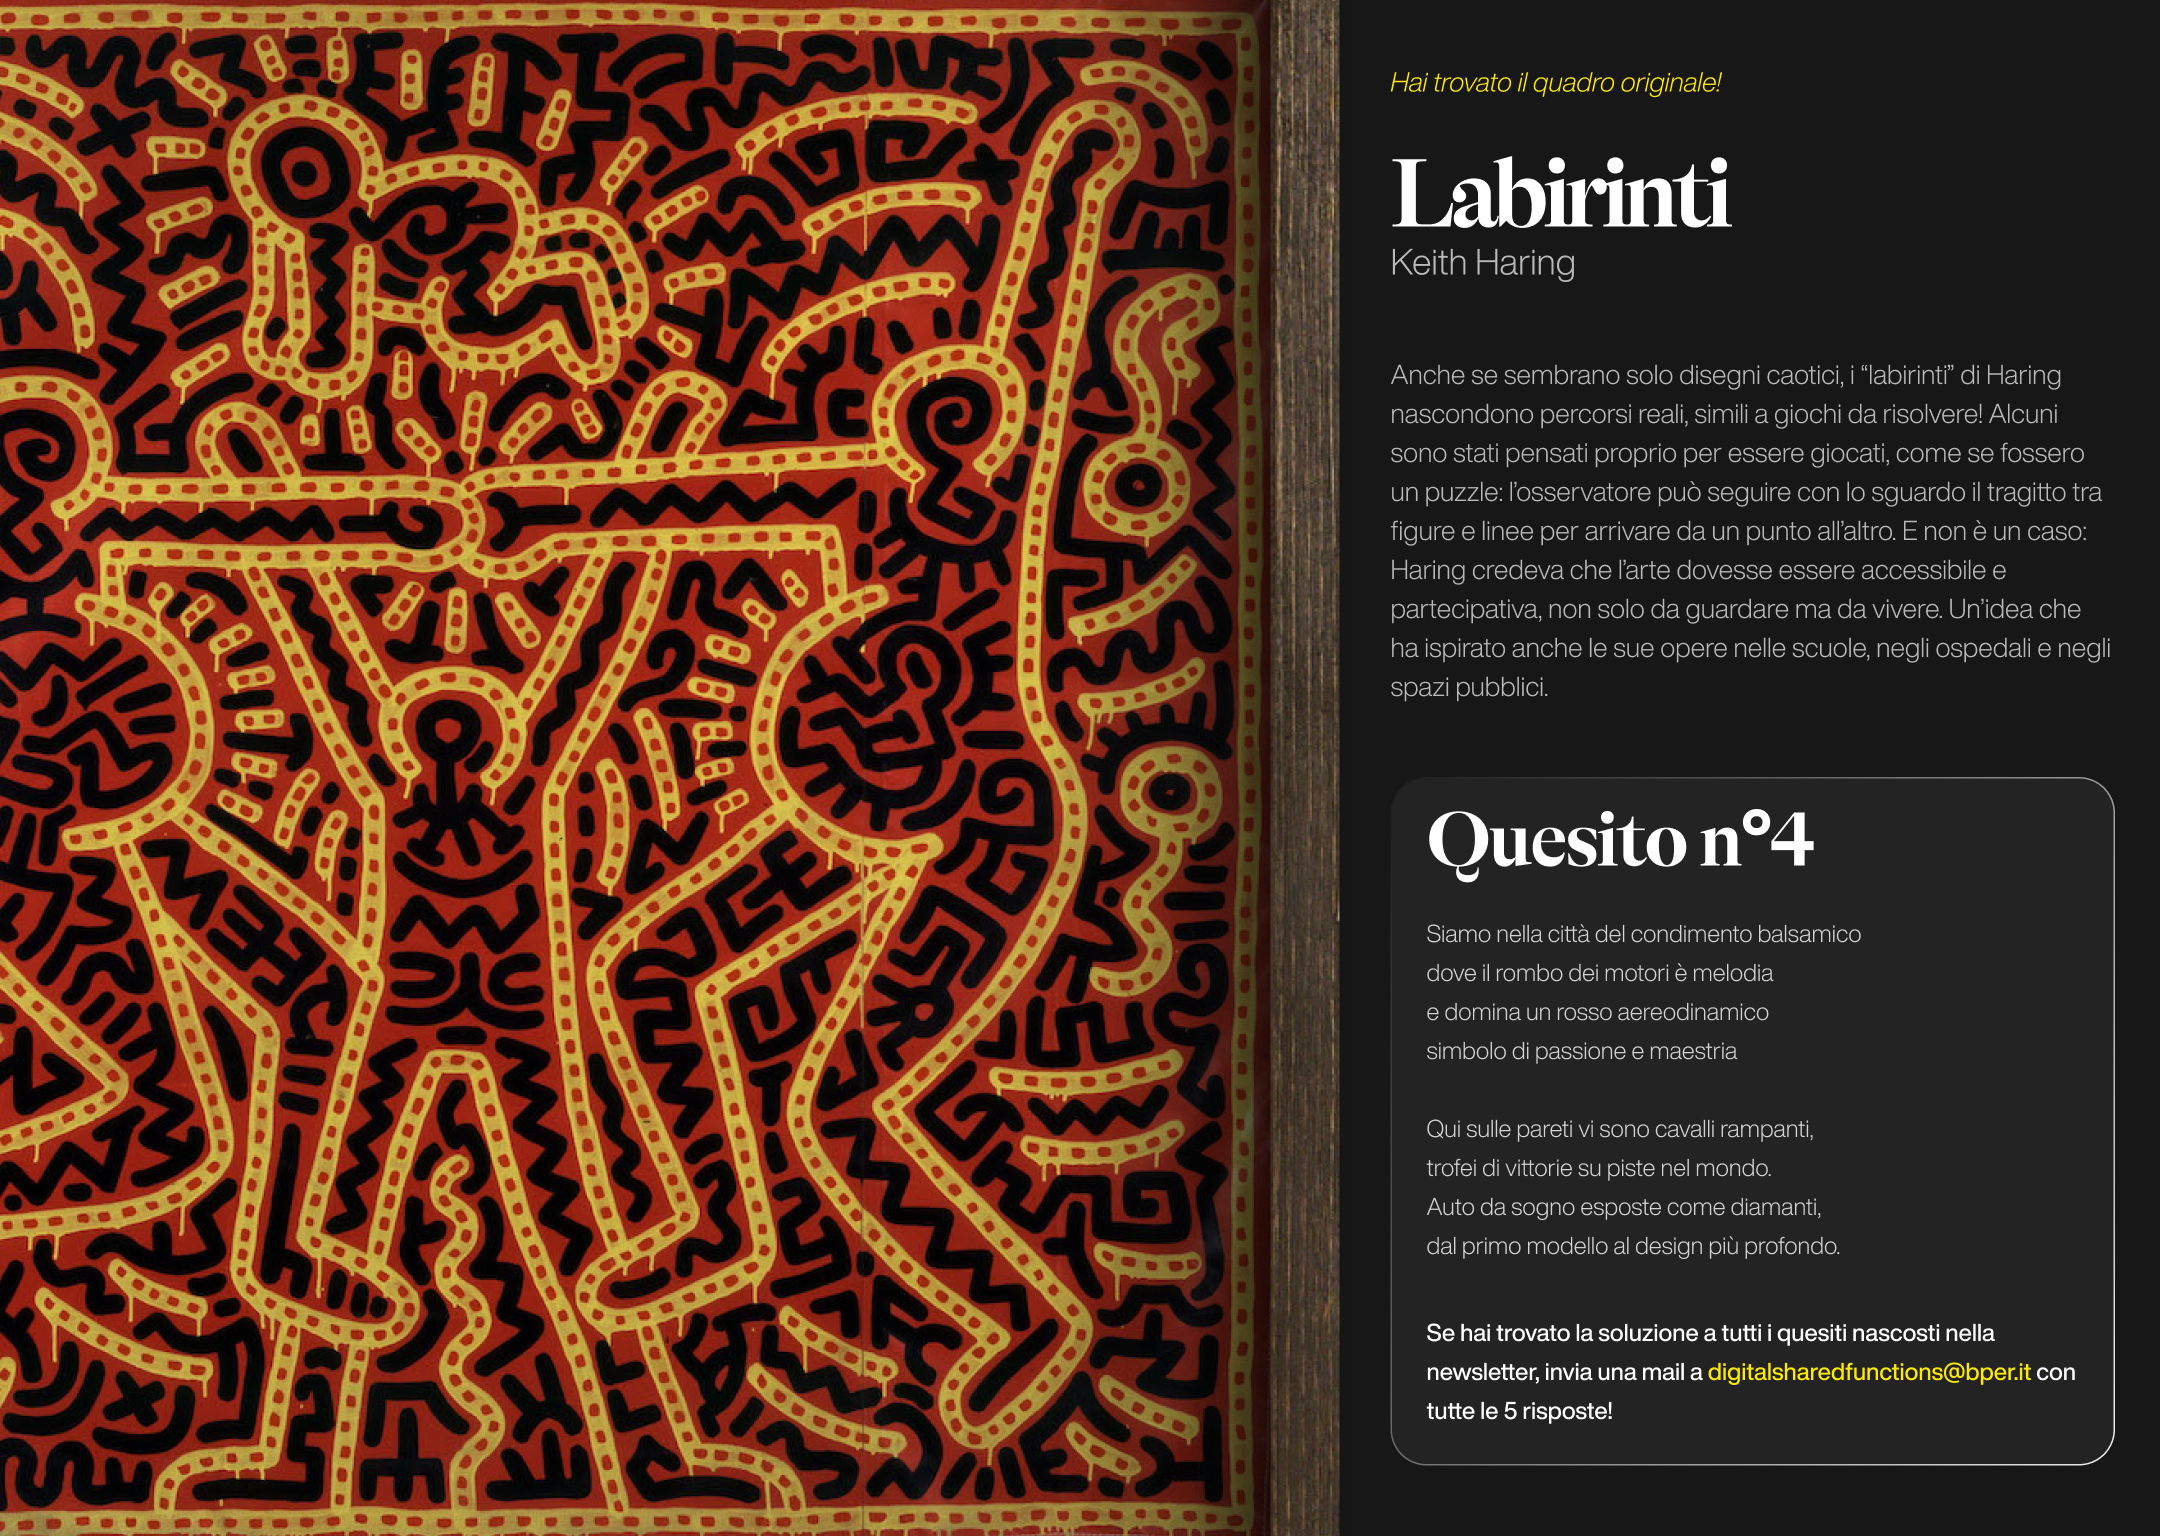 Hai trovato il quadro originale!
Labirinti
Keith Haring
Anche se sembrano solo disegni caotici, i “labirinti” di Haring
nascondono percorsi reali, simili a giochi da risolvere! Alcuni
sono stati pensati proprio per essere giocati, come se fossero
un puzzle: l’osservatore può seguire con lo sguardo il tragitto tra
figure e linee per arrivare da un punto all’altro. E non è un caso:
Haring credeva che l’arte dovesse essere accessibile e
partecipativa, non solo da guardare ma da vivere. Un’idea che
ha ispirato anche le sue opere nelle scuole, negli ospedali e negli
spazi pubblici.
Quesito n°4
Siamo nella città del condimento balsamico
dove il rombo dei motori è melodia
e domina un rosso aereodinamico
simbolo di passione e maestria
Qui sulle pareti vi sono cavalli rampanti,
trofei di vittorie su piste nel mondo.
Auto da sogno esposte come diamanti,
dal primo modello al design più profondo.
Se hai trovato la soluzione a tutti i quesiti nascosti nella
newsletter, invia una mail a digitalsharedfunctions@bper.it con
tutte le 5 risposte!